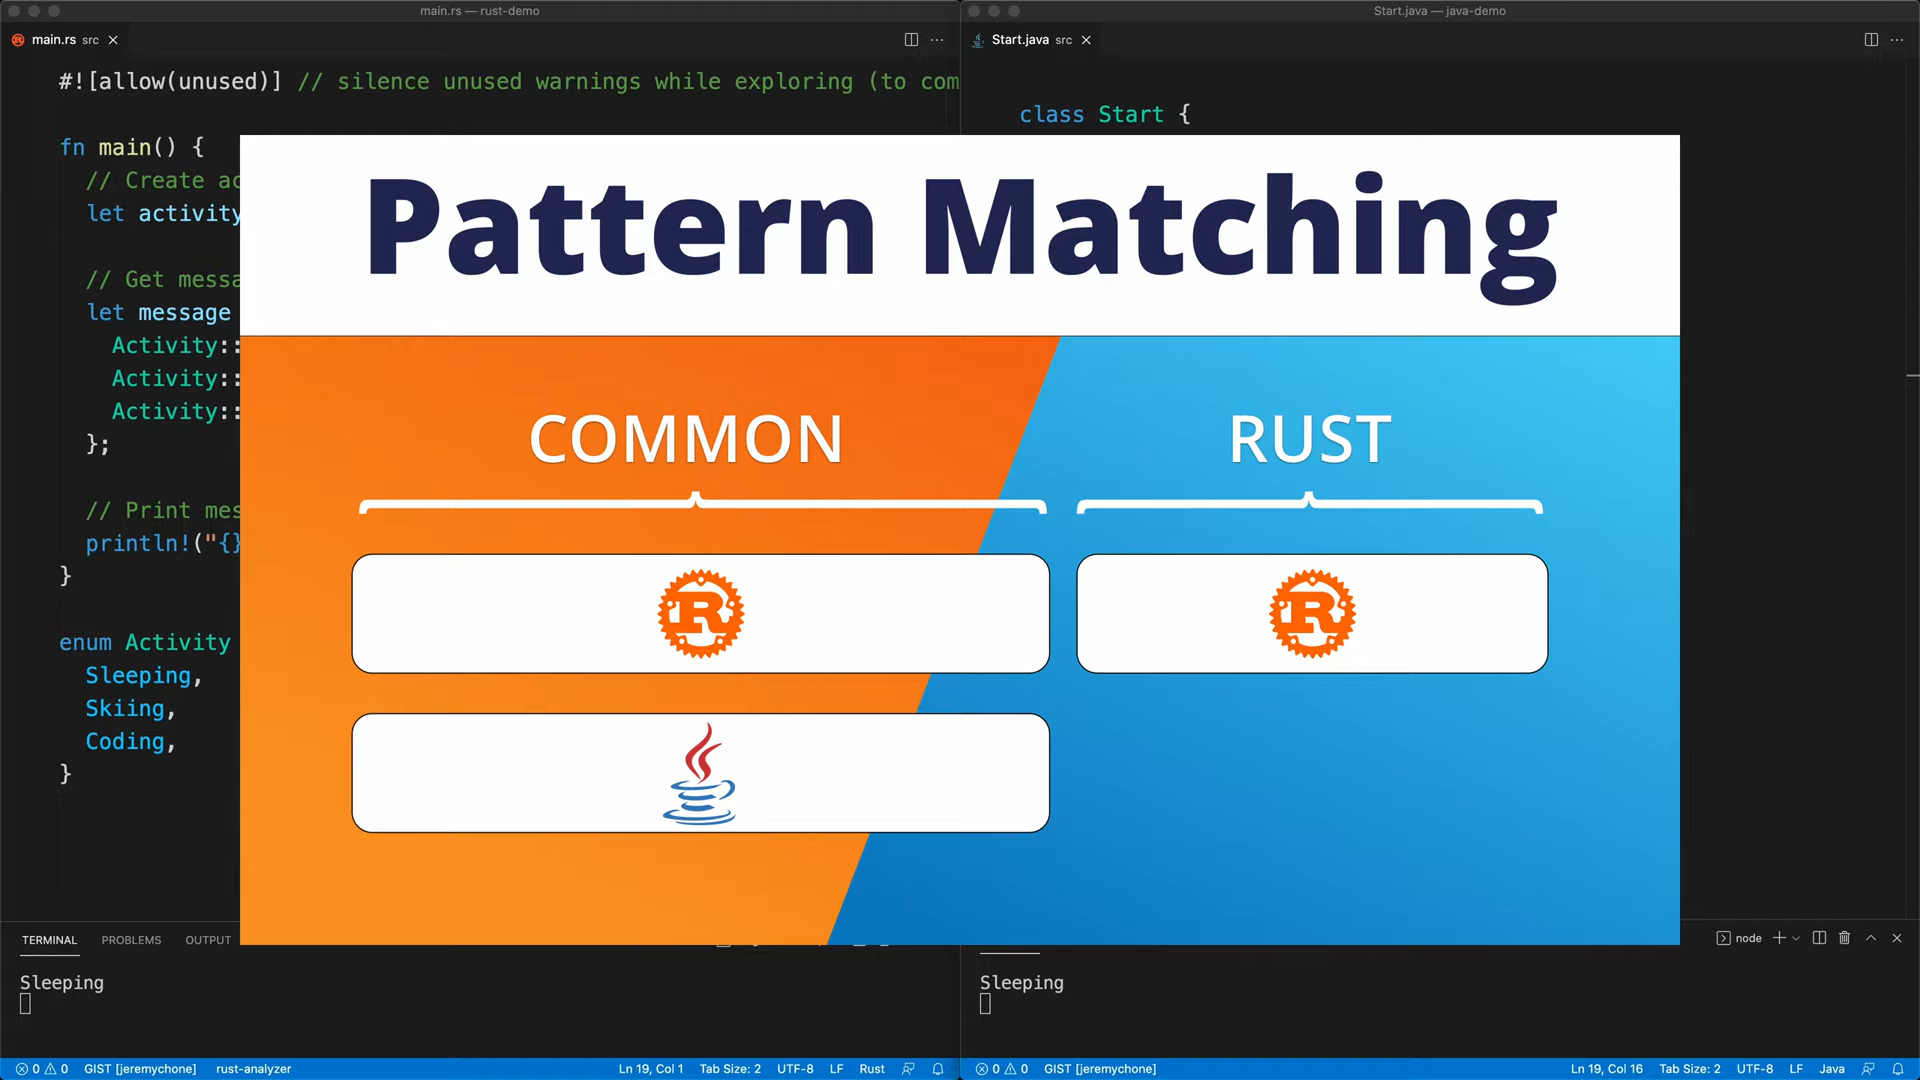 main.rs — rust-demo
main.rs src
#![allow(unused)] // silence unused warnings while exploring (to com
fn main() {
// Create ac
let activity
// Get messa
let message
Activity::
Activity::
Activity::
};
// Print mes
println!("{}
}
enum Activity
Sleeping,
Skiing,
Coding,
}
TERMINAL PROBLEMS OUTPUT
Sleeping
0 0 GIST [jeremychone] rust-analyzer Ln 19, Col 1 Tab Size: 2 UTF-8 LF Rust
Start.java — java-demo
Start.java src
class Start {
node
Sleeping
0 0 GIST [jeremychone] Ln 19, Col 16 Tab Size: 2 UTF-8 LF Java
Pattern Matching
COMMON
RUST
R
R